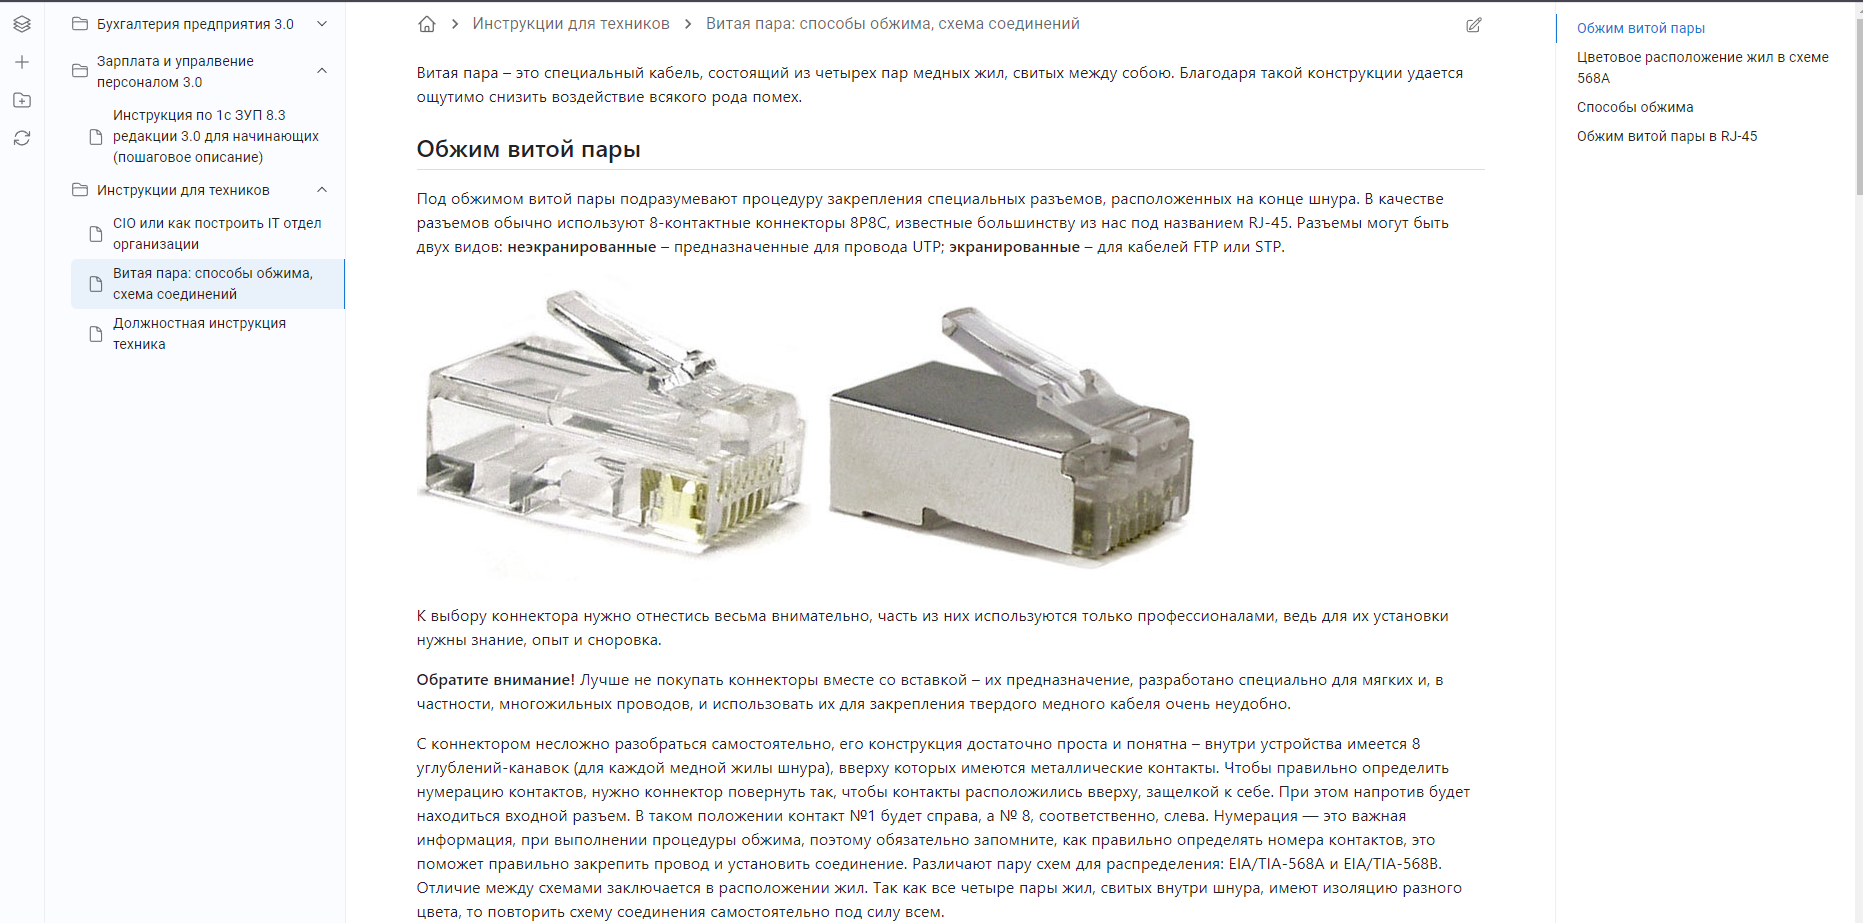 Бухгалтерия предприятия 3.0
Зарплата и упралвение
персоналом 3.0
Инструкция по 1с ЗУП 8.3
редакции 3.0 для начинающих
(пошаговое описание)
Инструкции для техников
CIO или как построить IT отдел
организации
Витая пара: способы обжима,
схема соединений
Должностная инструкция
техника
Инструкции для техников
Витая пара: способы обжима, схема соединений
Витая пара – это специальный кабель, состоящий из четырех пар медных жил, свитых между собою. Благодаря такой конструкции удается
ощутимо снизить воздействие всякого рода помех.
Обжим витой пары
Под обжимом витой пары подразумевают процедуру закрепления специальных разъемов, расположенных на конце шнура. В качестве
разъемов обычно используют 8-контактные коннекторы 8P8C, известные большинству из нас под названием RJ-45. Разъемы могут быть
двух видов: неэкранированные – предназначенные для провода UTP; экранированные – для кабелей FTP или STP.
К выбору коннектора нужно отнестись весьма внимательно, часть из них используются только профессионалами, ведь для их установки
нужны знание, опыт и сноровка.
Обратите внимание! Лучше не покупать коннекторы вместе со вставкой – их предназначение, разработано специально для мягких и, в
частности, многожильных проводов, и использовать их для закрепления твердого медного кабеля очень неудобно.
С коннектором несложно разобраться самостоятельно, его конструкция достаточно проста и понятна – внутри устройства имеется 8
углублений-канавок (для каждой медной жилы шнура), вверху которых имеются металлические контакты. Чтобы правильно определить
нумерацию контактов, нужно коннектор повернуть так, чтобы контакты расположились вверху, защелкой к себе. При этом напротив будет
находиться входной разъем. В таком положении контакт №1 будет справа, а № 8, соответственно, слева. Нумерация — это важная
информация, при выполнении процедуры обжима, поэтому обязательно запомните, как правильно определять номера контактов, это
поможет правильно закрепить провод и установить соединение. Различают пару схем для распределения: EIA/TIA-568A и EIA/TIA-568B.
Отличие между схемами заключается в расположении жил. Так как все четыре пары жил, свитых внутри шнура, имеют изоляцию разного
цвета, то повторить схему соединения самостоятельно под силу всем.
Обжим витой пары
Цветовое расположение жил в схеме
568A
Способы обжима
Обжим витой пары в RJ-45